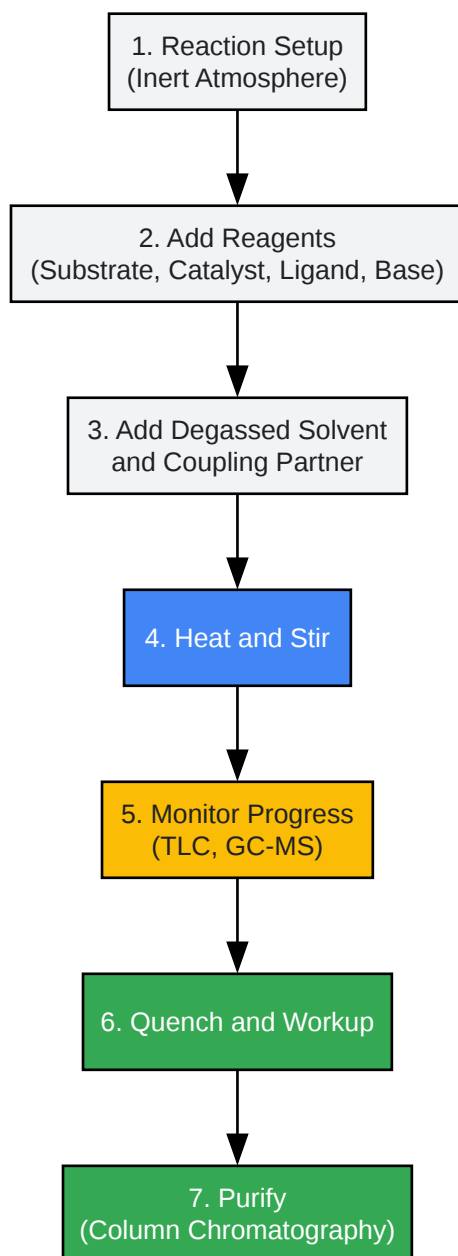 1. Reaction Setup
(Inert Atmosphere)
2. Add Reagents
(Substrate, Catalyst, Ligand, Base)
3. Add Degassed Solvent
and Coupling Partner
4. Heat and Stir
5. Monitor Progress
(TLC, GC-MS)
6. Quench and Workup
7. Purify
(Column Chromatography)